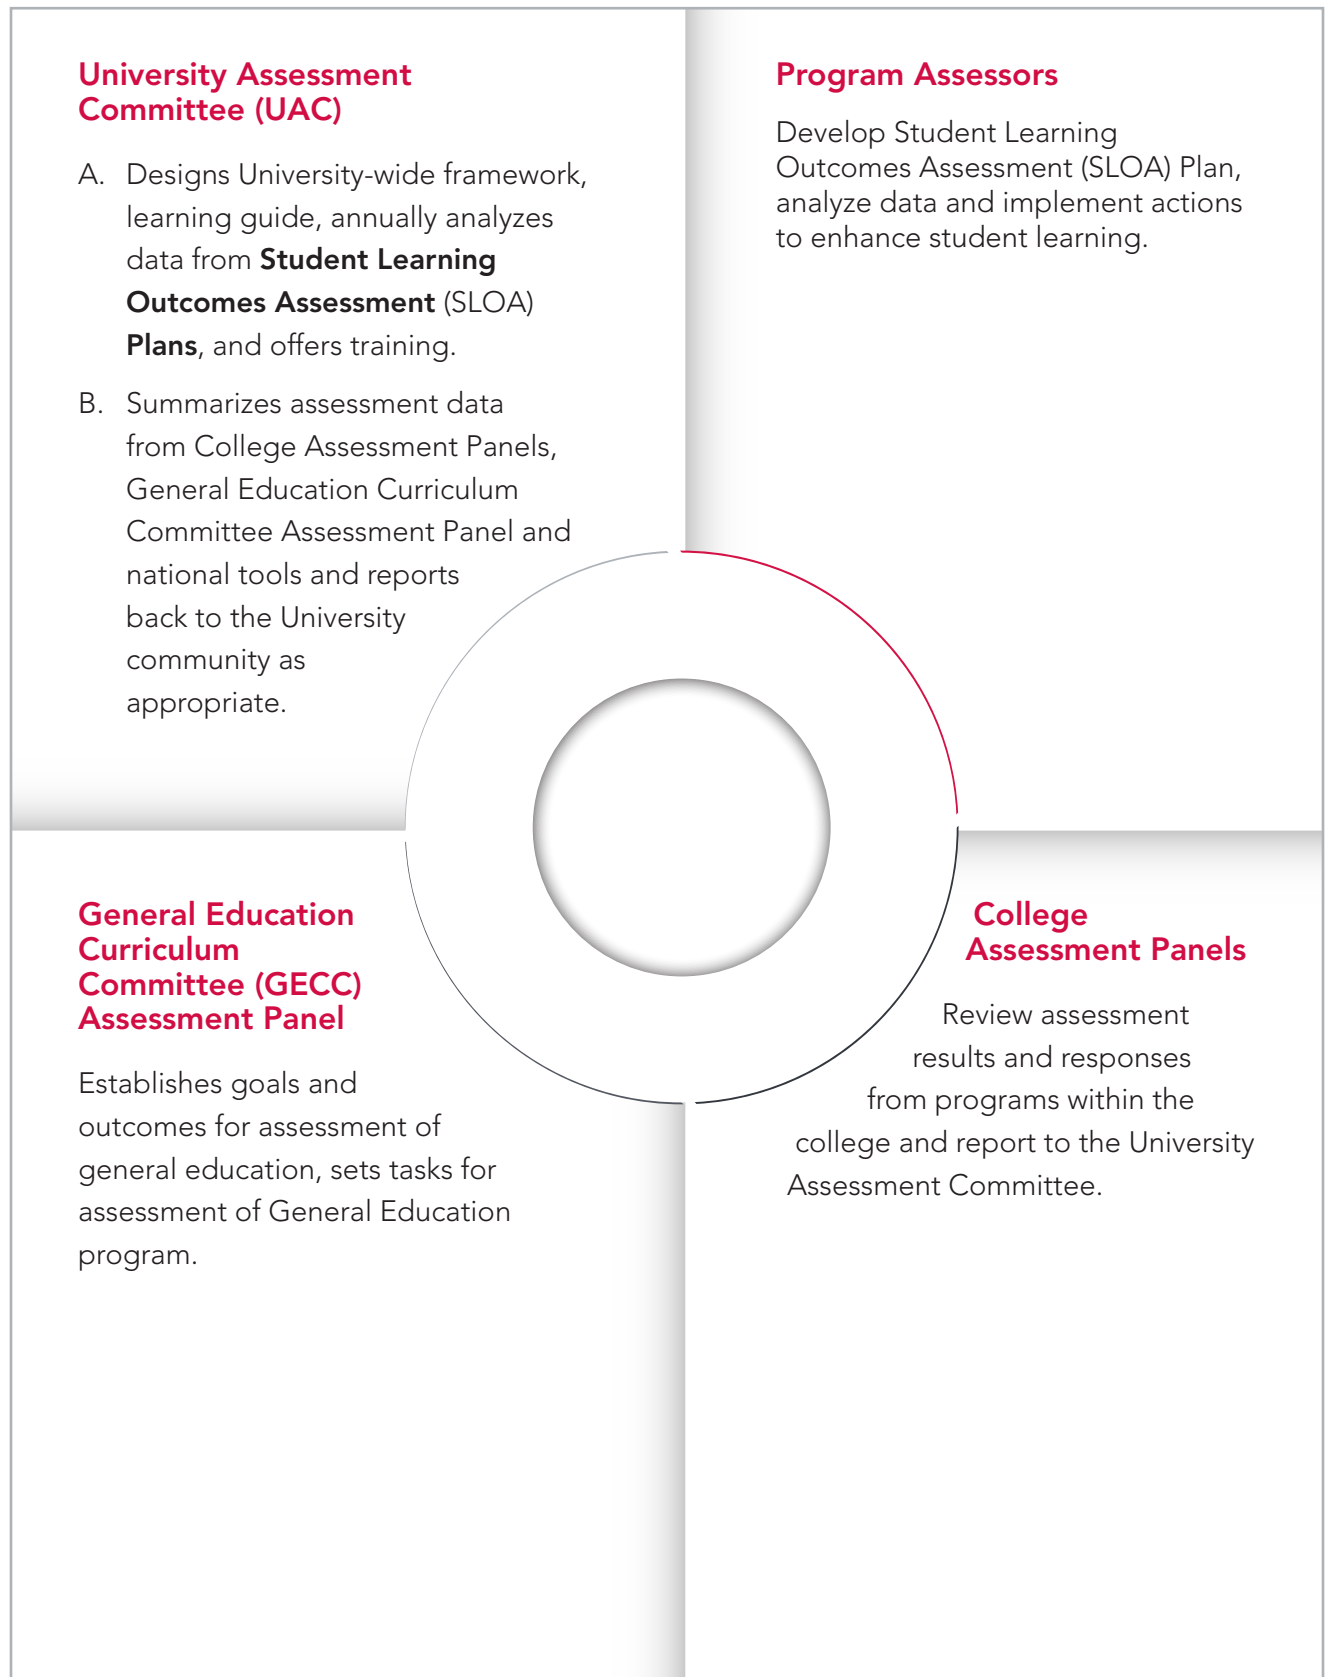 University Assessment
Committee (UAC)
A. Designs University-wide framework,
learning guide, annually analyzes
data from Student Learning
Outcomes Assessment (SLOA)
Plans, and offers training.
B. Summarizes assessment data
from College Assessment Panels,
General Education Curriculum
Committee Assessment Panel and
national tools and reports
back to the University
community as
appropriate.
Program Assessors
Develop Student Learning
Outcomes Assessment (SLOA) Plan,
analyze data and implement actions
to enhance student learning.
General Education
Curriculum
Committee (GECC)
Assessment Panel
Establishes goals and
outcomes for assessment of
general education, sets tasks for
assessment of General Education
program.
College
Assessment Panels
Review assessment
results and responses
from programs within the
college and report to the University
Assessment Committee.